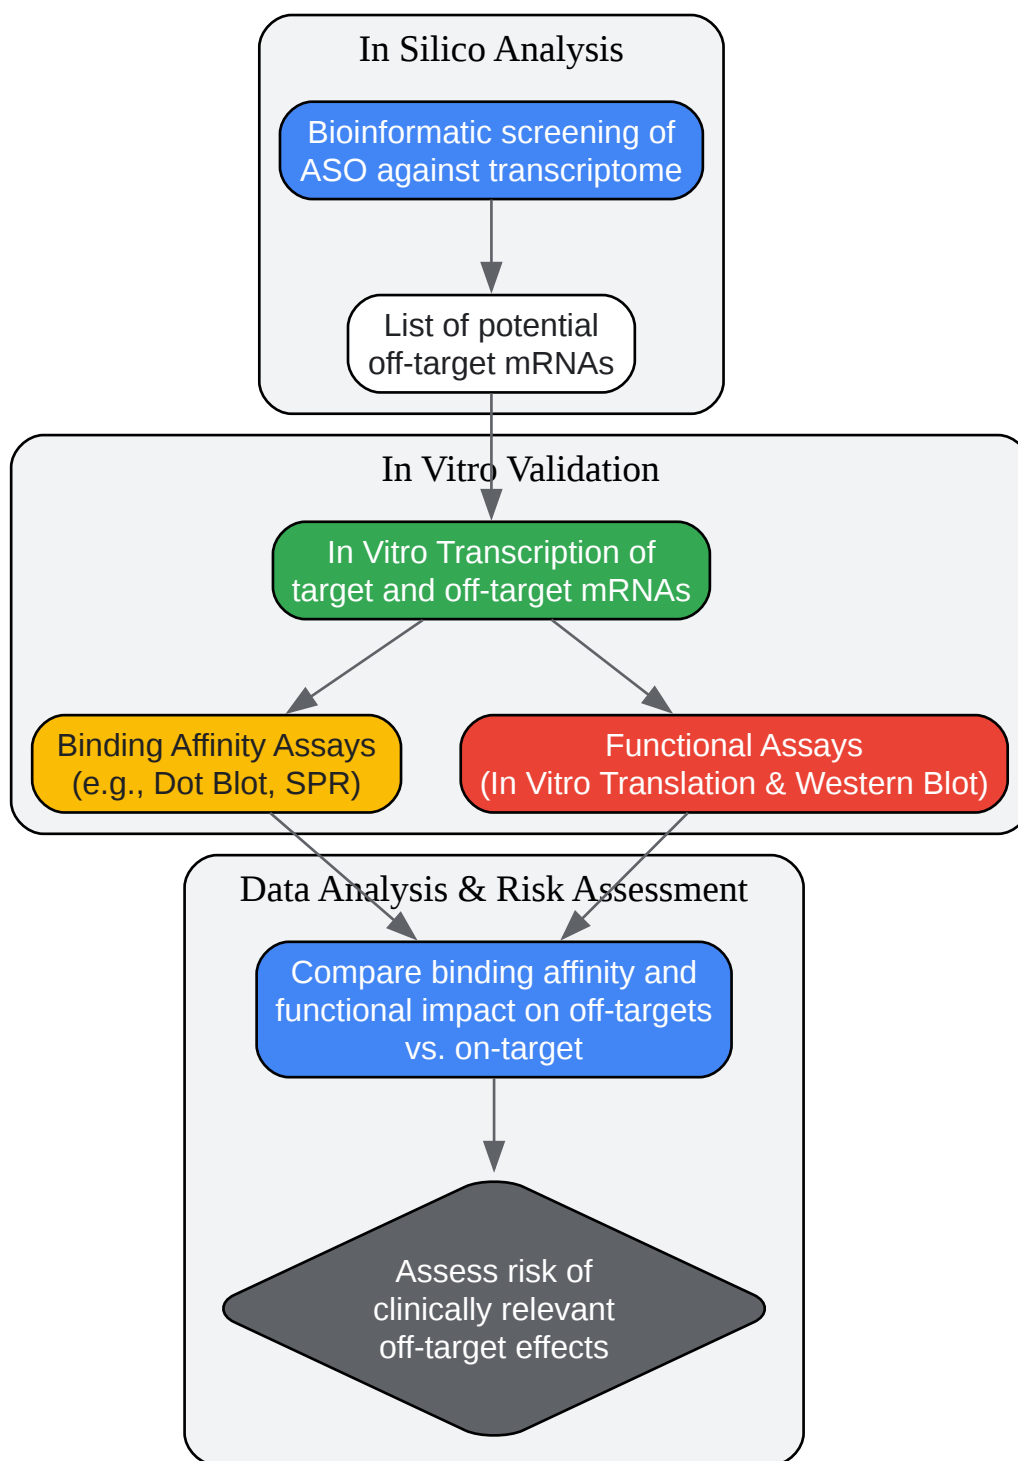 In Silico Analysis
Bioinformatic screening of
ASO against transcriptome
List of potential
off-target mRNAs
In Vitro Validation
In Vitro Transcription of
target and off-target mRNAs
Binding Affinity Assays
(e.g., Dot Blot, SPR)
Functional Assays
(In Vitro Translation & Western Blot)
Data Analysis & Risk Assessment
Compare binding affinity and
functional impact on off-targets
vs. on-target
Assess risk of
clinically relevant
off-target effects